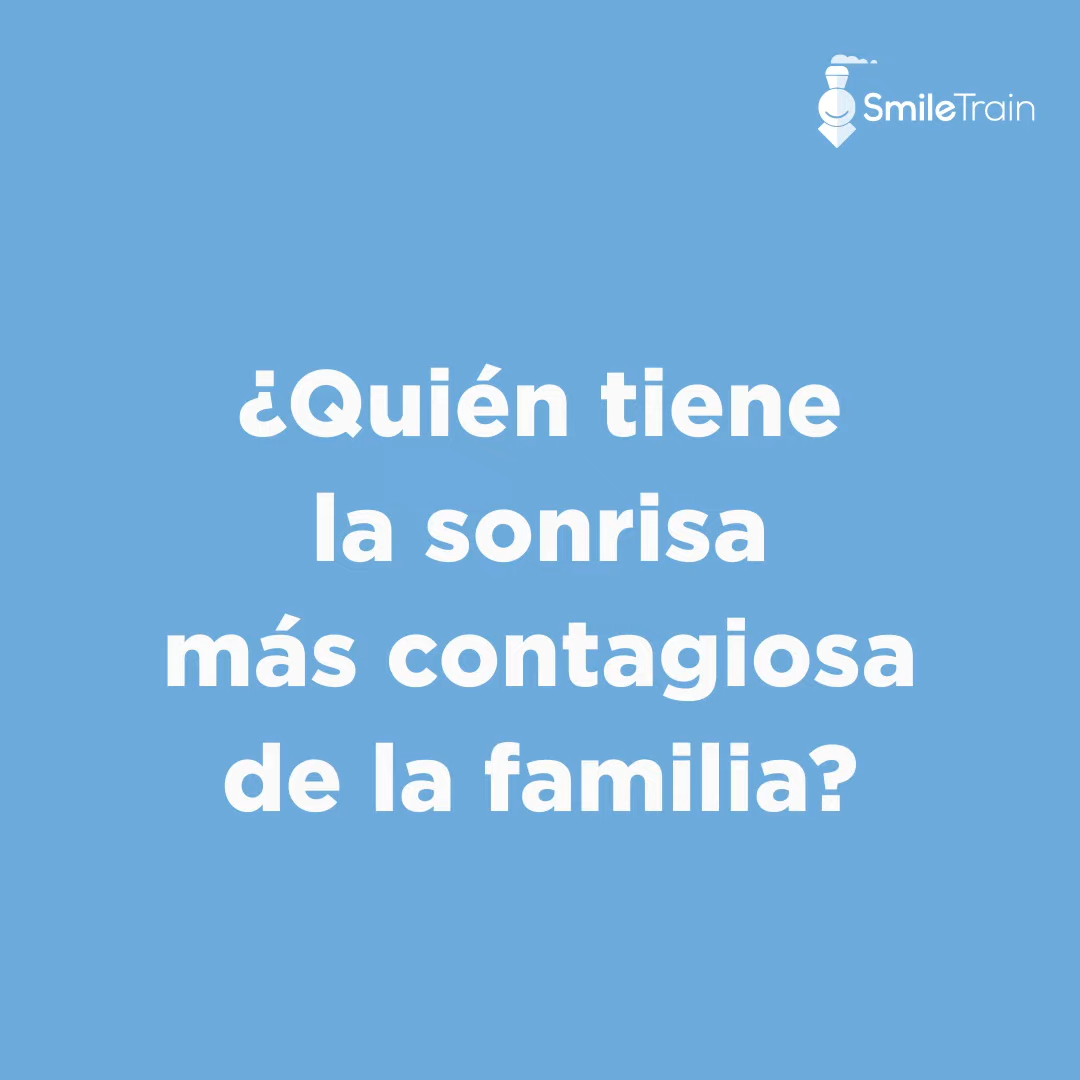 SmileTrain
¿Quién tiene
la sonrisa
más contagiosa
de la familia?